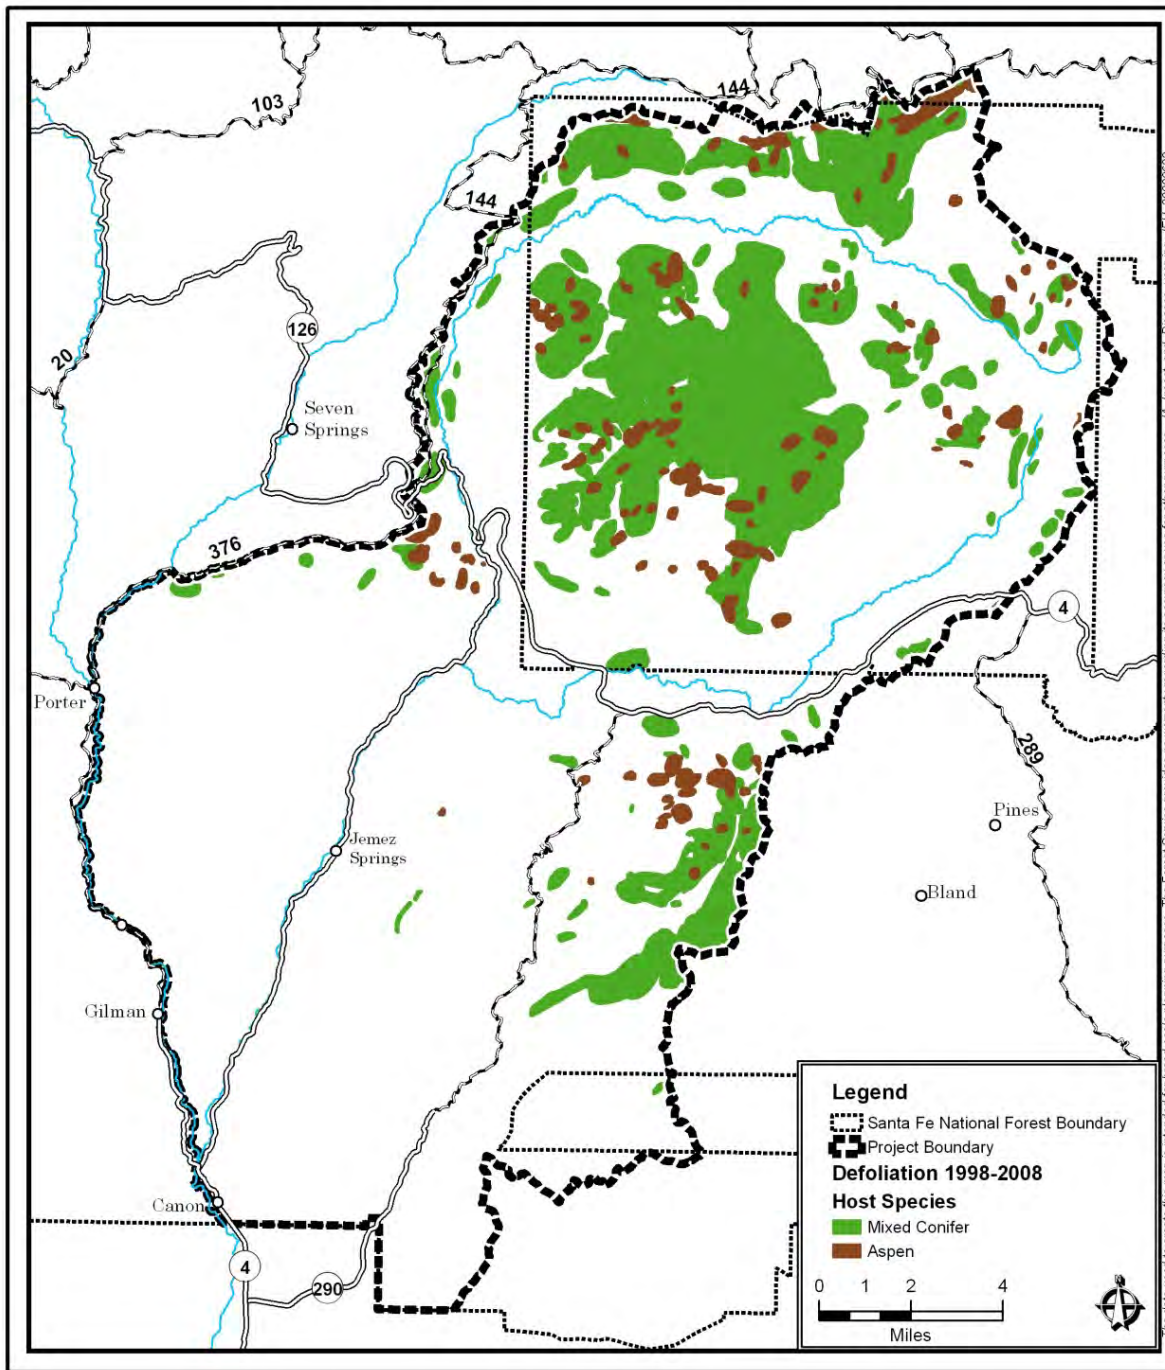 144
103
144
126
20
Seven
Springs
376
4
Porter
289
Pines
Jemez
Springs
Bland
Gilman
Legend
Santa Fe National Forest Boundary
Project Boundary
Defoliation 1998-2008
Host Species
Mixed Conifer
Aspen
Canon
4
290
0 1 2 4
Miles